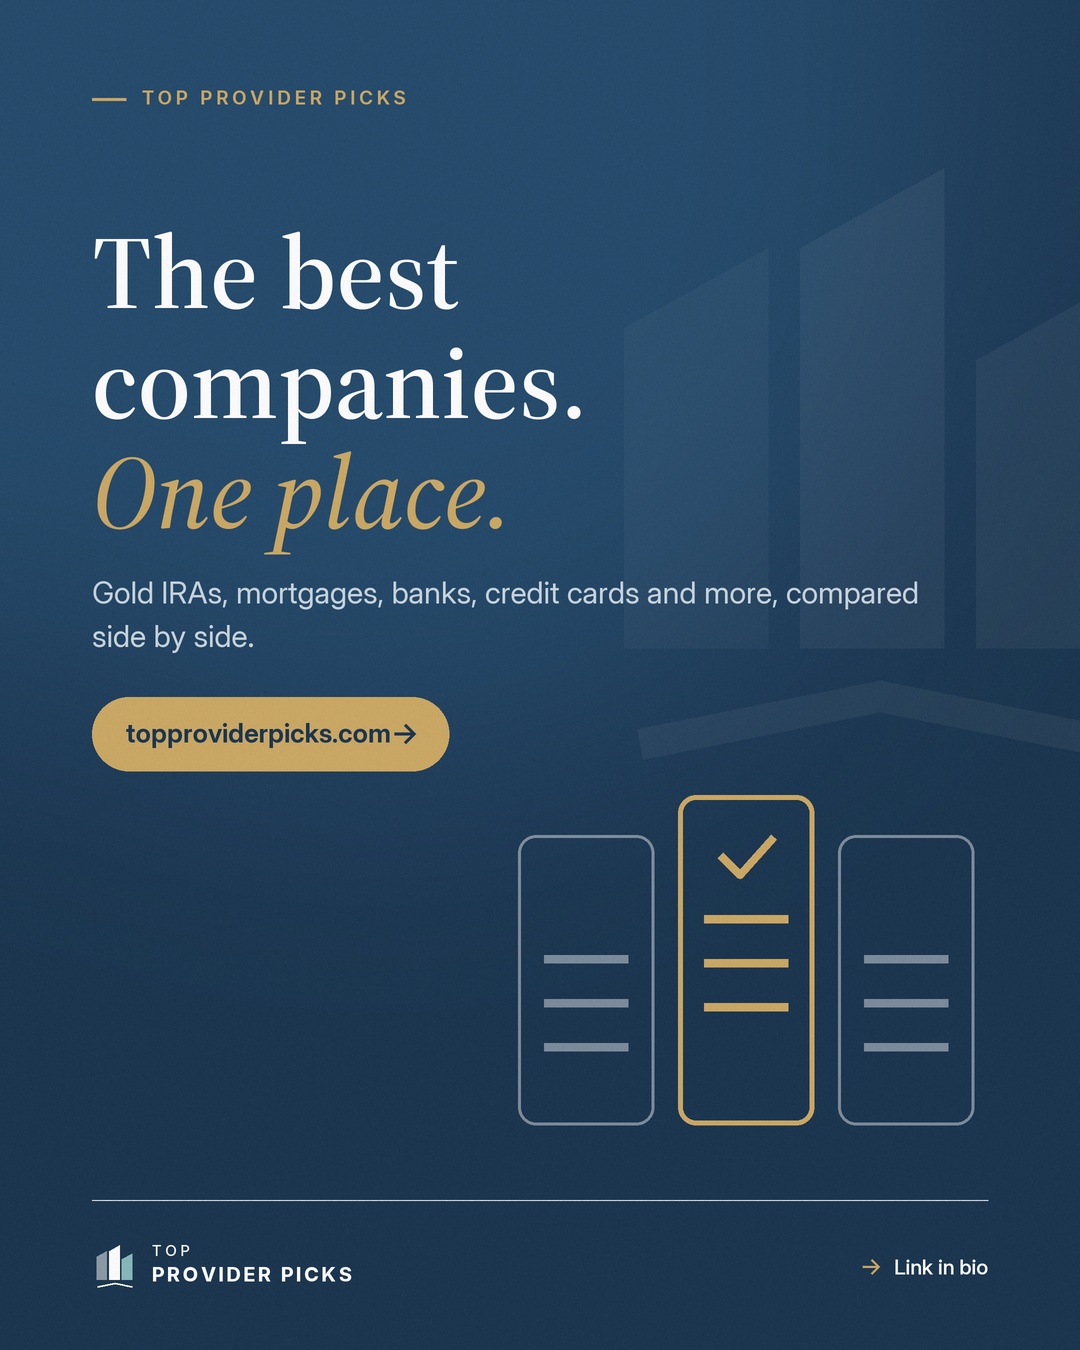 TOP PROVIDER PICKS
The best
companies.
One place.
Gold IRAs, mortgages, banks, credit cards and more, compared
side by side.
topproviderpicks.com→
TOP
PROVIDER PICKS
→ Link in bio